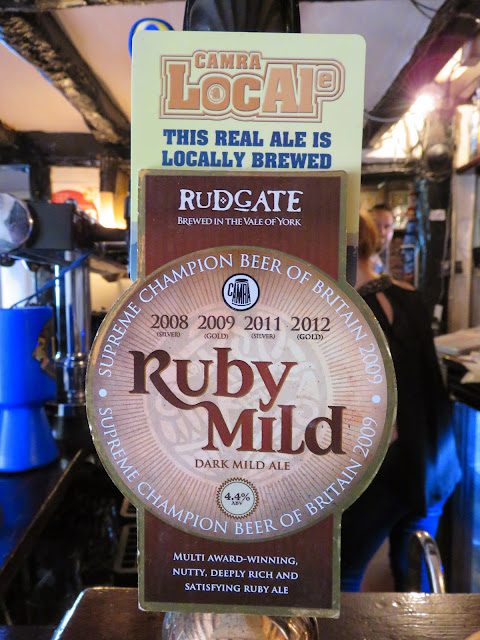 CAMRA
LocAle
THIS REAL ALE IS
LOCALLY BREWED
RUDGATE
BREWED IN THE VALE OF YORK
SUPREME CHAMPION BEER OF BRITAIN 2009
CAMRA
2008 2009 2011 2012
(SILVER) (GOLD) (SILVER) (GOLD)
Ruby
Mild
DARK MILD ALE
4.4%
ABV
SUPREME CHAMPION BEER OF BRITAIN 2009
MULTI AWARD-WINNING,
NUTTY, DEEPLY RICH AND
SATISFYING RUBY ALE